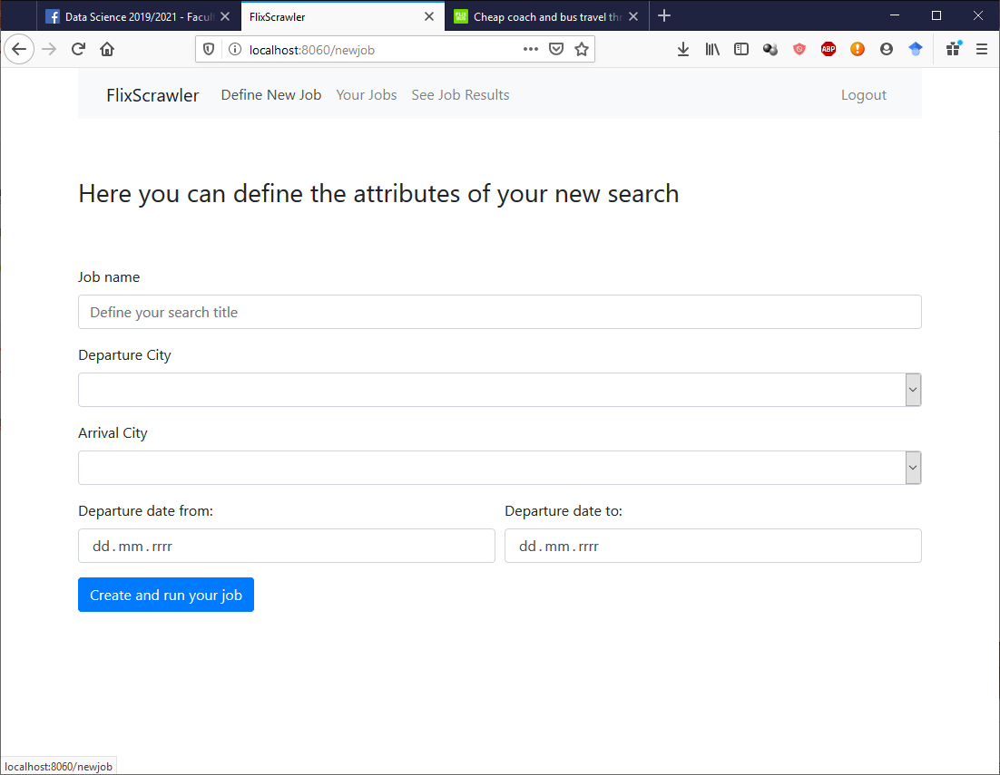 Data Science 2019/2021 - Facul
FlixScrawler
Cheap coach and bus travel thr
localhost:8060/newjob
ABP
FlixScrawler Define New Job Your Jobs See Job Results Logout
Here you can define the attributes of your new search
Job name
Define your search title
Departure City
Arrival City
Departure date from: Departure date to:
dd.mm.rrrr dd.mm.rrrr
Create and run your job
localhost:8060/newjob